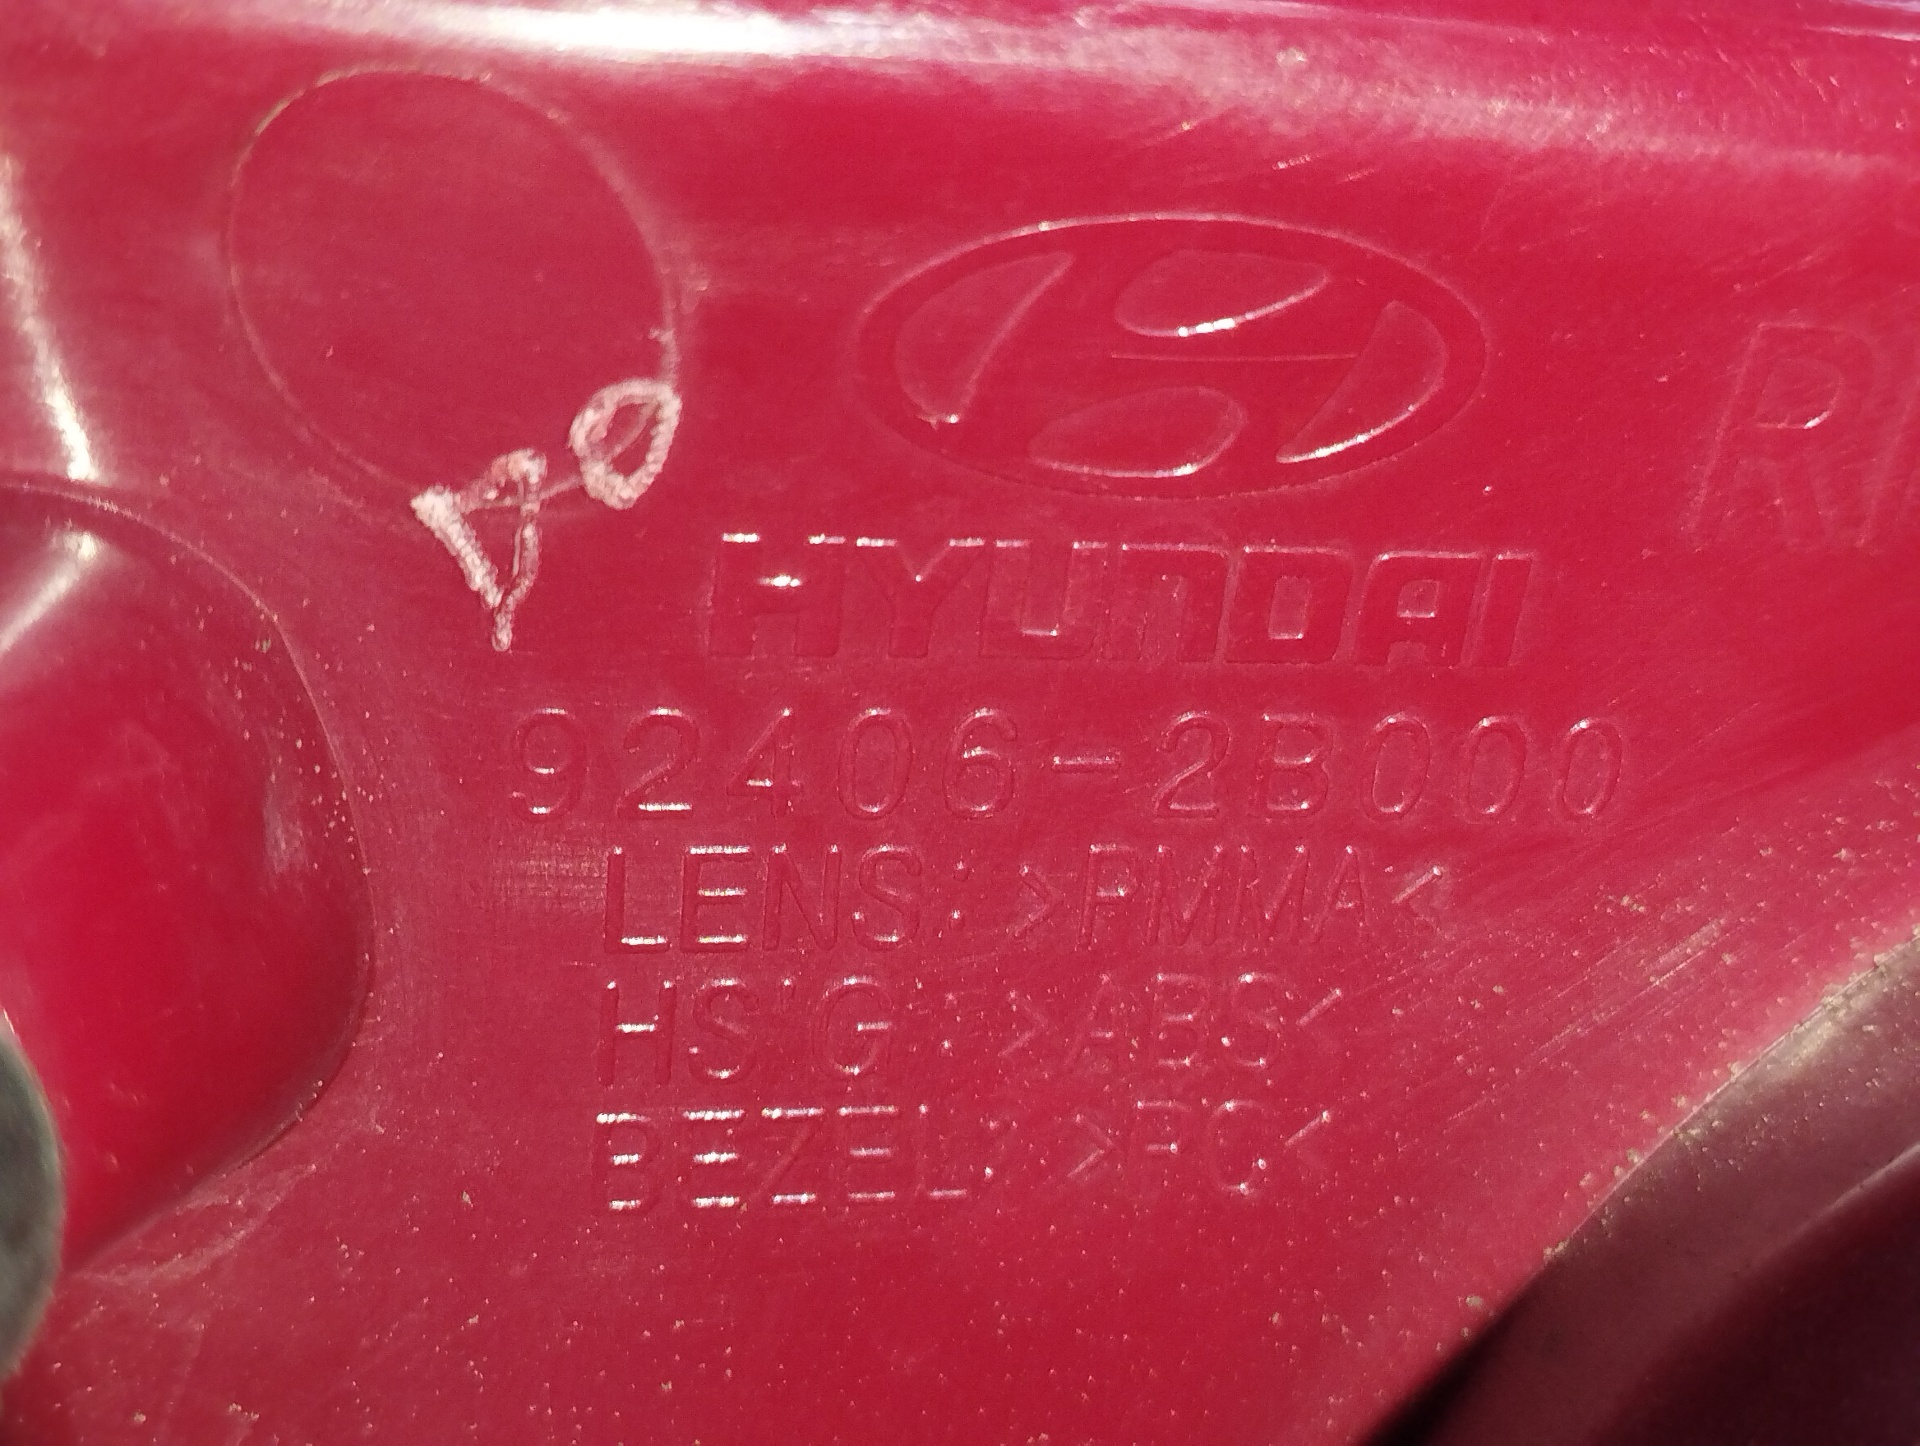 HYUNDAI
92406-2B000
LENS: >PMMA<
HS'G : >ABS<
BEZEL: >PC<